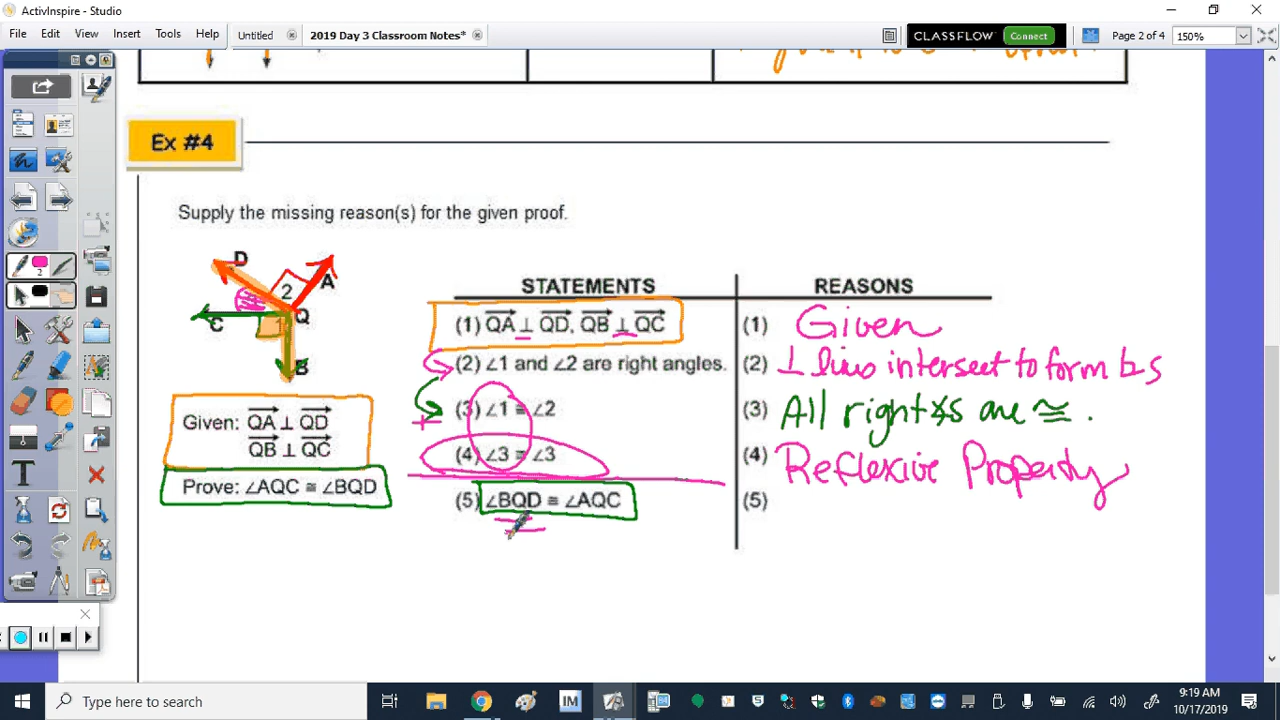 ActivInspire - Studio
File Edit View Insert Tools Help
Untitled
2019 Day 3 Classroom Notes*
CLASSFLOW Connect
Page 2 of 4
150%
Ex #4
Supply the missing reason(s) for the given proof.
D
A
2
Q
C
1
B
STATEMENTS
REASONS
(1) QA ⊥ QD, QB ⊥ QC
(1) Given
(2) ∠1 and ∠2 are right angles.
(2) ⊥ lines intersect to form ⊾s
(3) ∠1 ≅ ∠2
(3) All right ∡s are ≅.
(4) ∠3 ≅ ∠3
(4) Reflexive Property
(5) ∠BQD ≅ ∠AQC
(5)
Given: QA ⊥ QD
QB ⊥ QC
Prove: ∠AQC ≅ ∠BQD
Type here to search
9:19 AM
10/17/2019